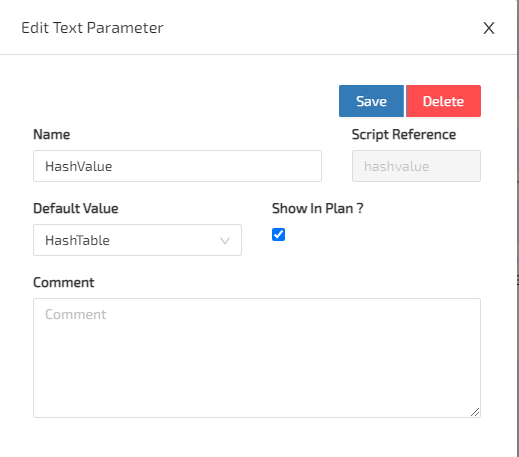 Edit Text Parameter X
Save Delete
Name Script Reference
HashValue hashvalue
Default Value Show In Plan ?
HashTable
Comment
Comment